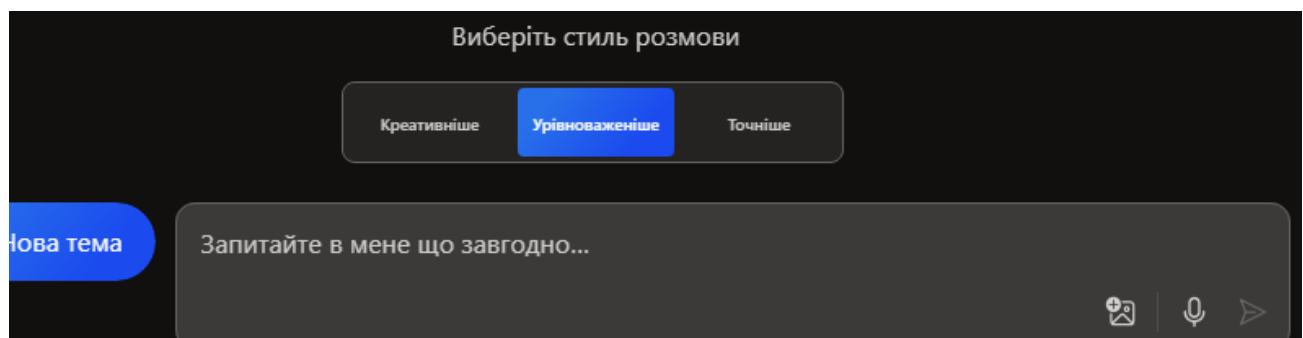 Виберіть стиль розмови
Креативніше Урівноваженіше Точніше
Нова тема
Запитайте в мене що завгодно...